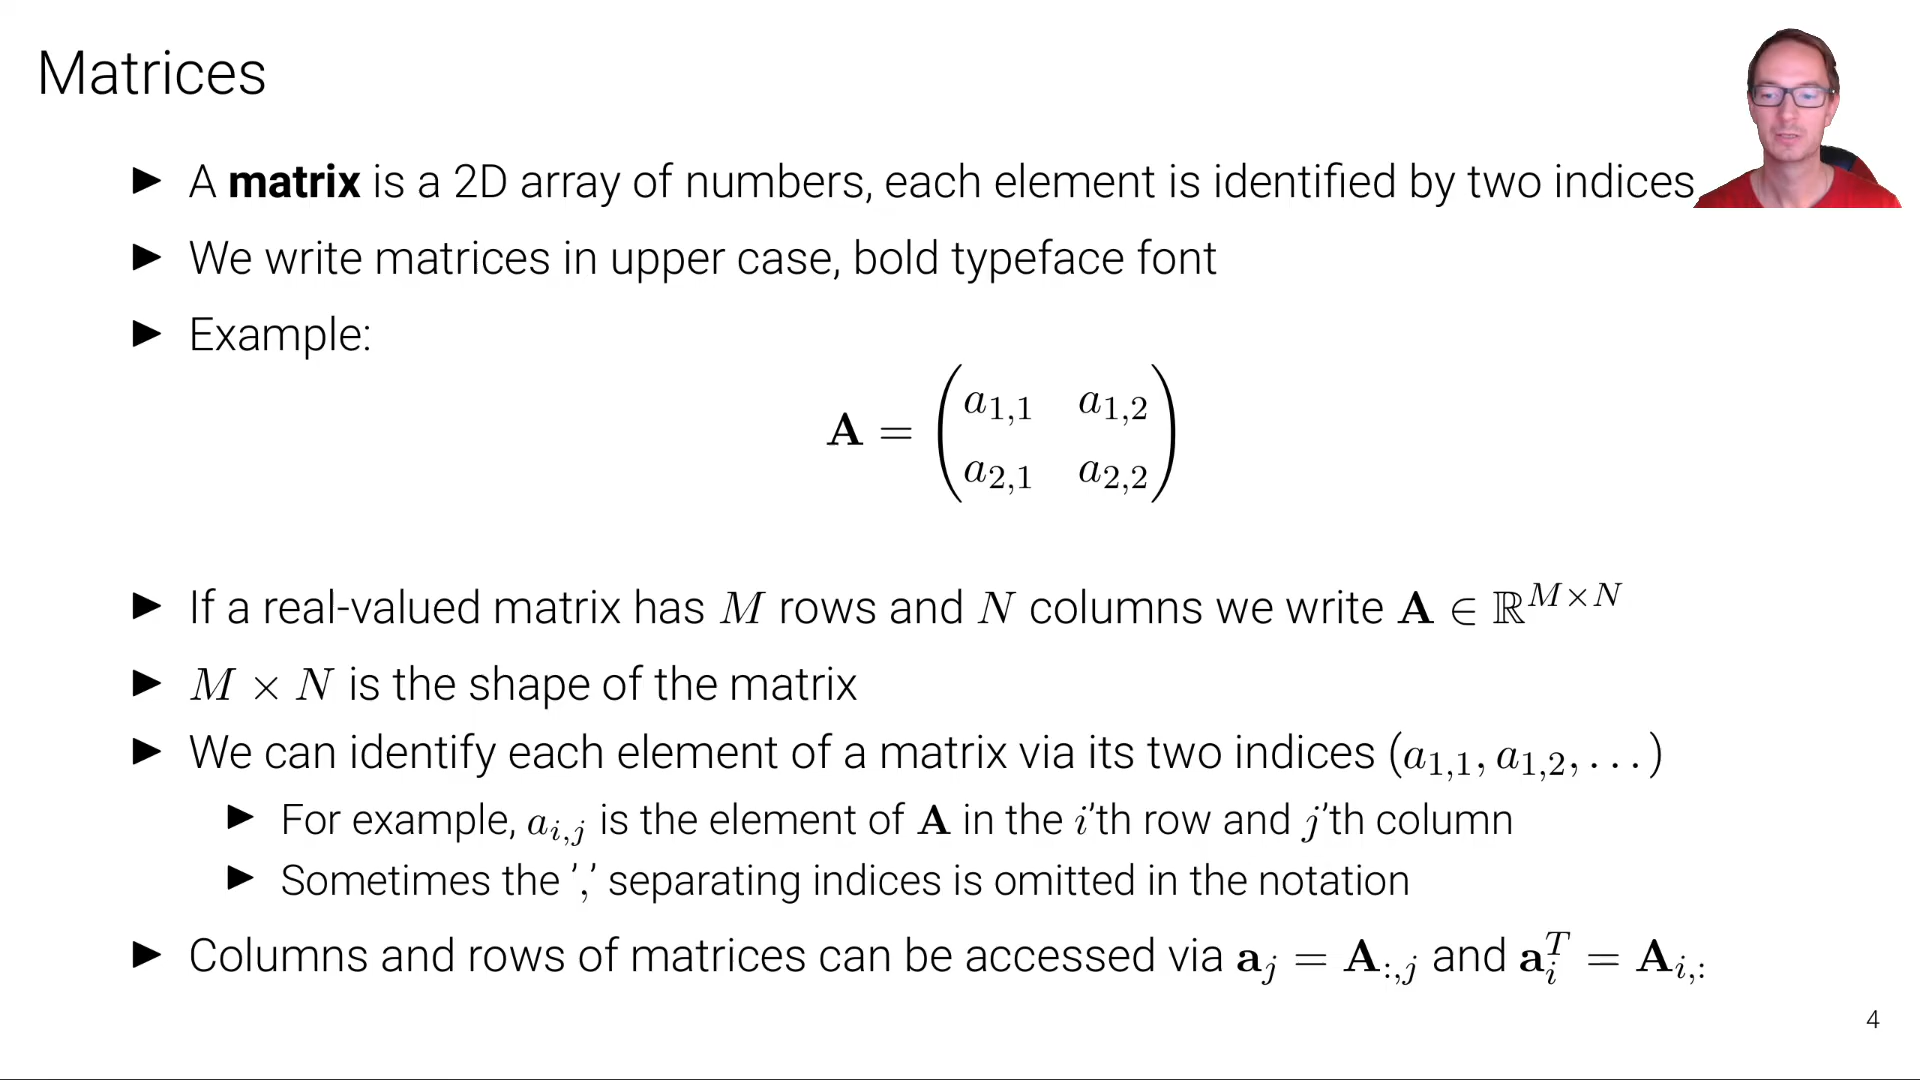 Matrices
▶ A matrix is a 2D array of numbers, each element is identified by two indices
▶ We write matrices in upper case, bold typeface font
▶ Example:
A = ( a₁,₁ a₁,₂
a₂,₁ a₂,₂ )
▶ If a real-valued matrix has M rows and N columns we write A ∈ ℝ^{M×N}
▶ M × N is the shape of the matrix
▶ We can identify each element of a matrix via its two indices (a₁,₁, a₁,₂, . . . )
▶ For example, a_{i,j} is the element of A in the i’th row and j’th column
▶ Sometimes the ’,’ separating indices is omitted in the notation
▶ Columns and rows of matrices can be accessed via a_j = A_{:,j} and a_i^T = A_{i,:}
4